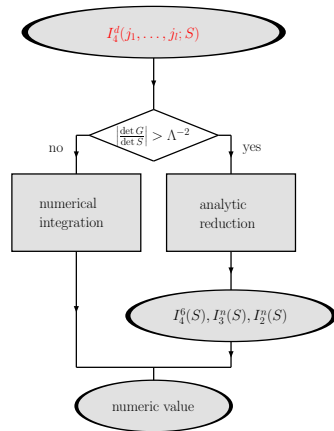 I_4^d(j_1, . . . , j_l; S)
|det G / det S| > Λ^{-2}
no
yes
numerical
integration
analytic
reduction
I_4^6(S), I_3^n(S), I_2^n(S)
numeric value